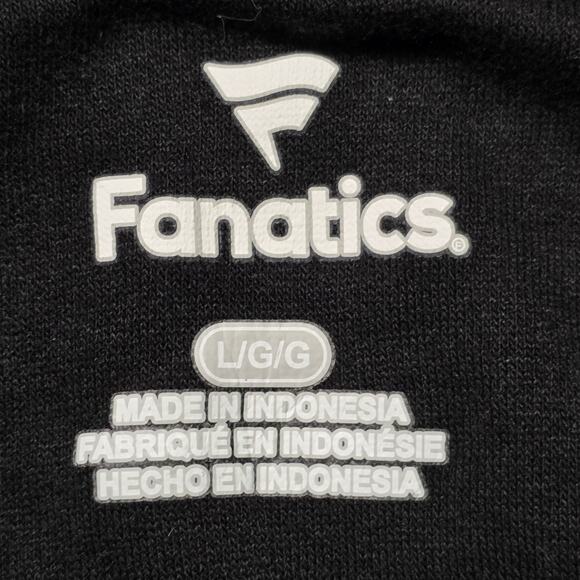 Fanatics®
L/G/G
MADE IN INDONESIA
FABRIQUÉ EN INDONÉSIE
HECHO EN INDONESIA